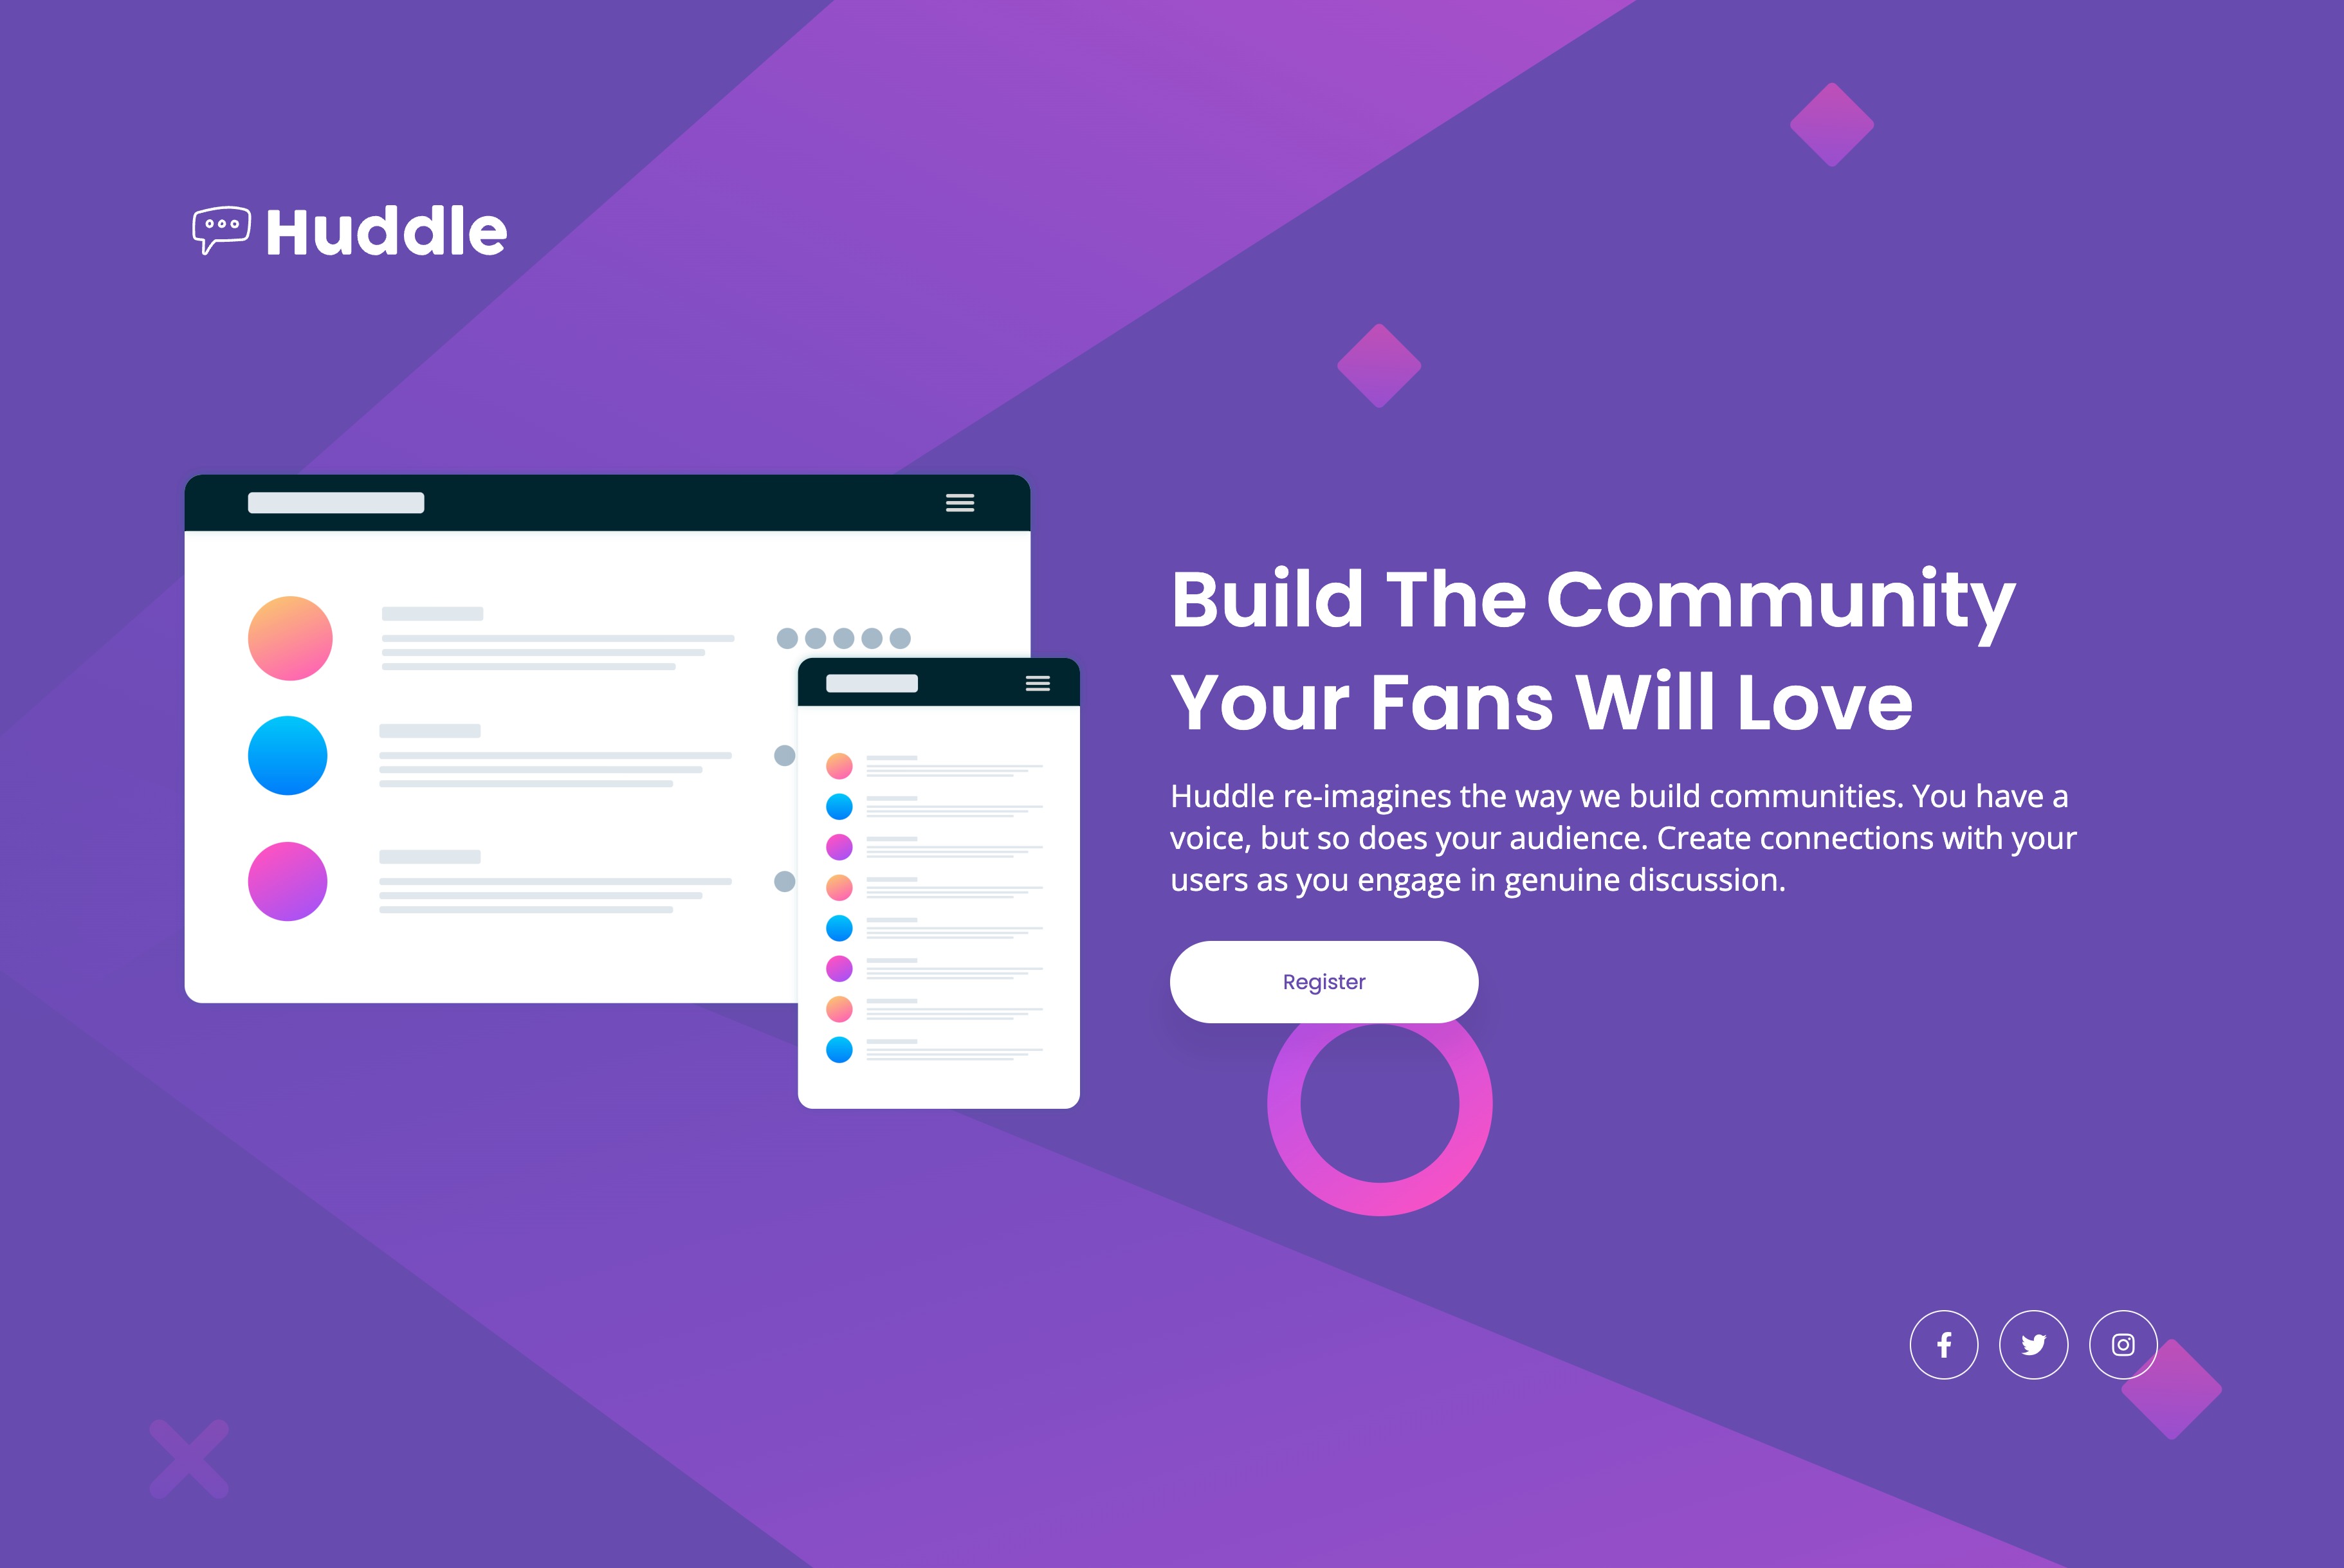 Huddle
Build The Community
Your Fans Will Love
Huddle re-imagines the way we build communities. You have a
voice, but so does your audience. Create connections with your
users as you engage in genuine discussion.
Register